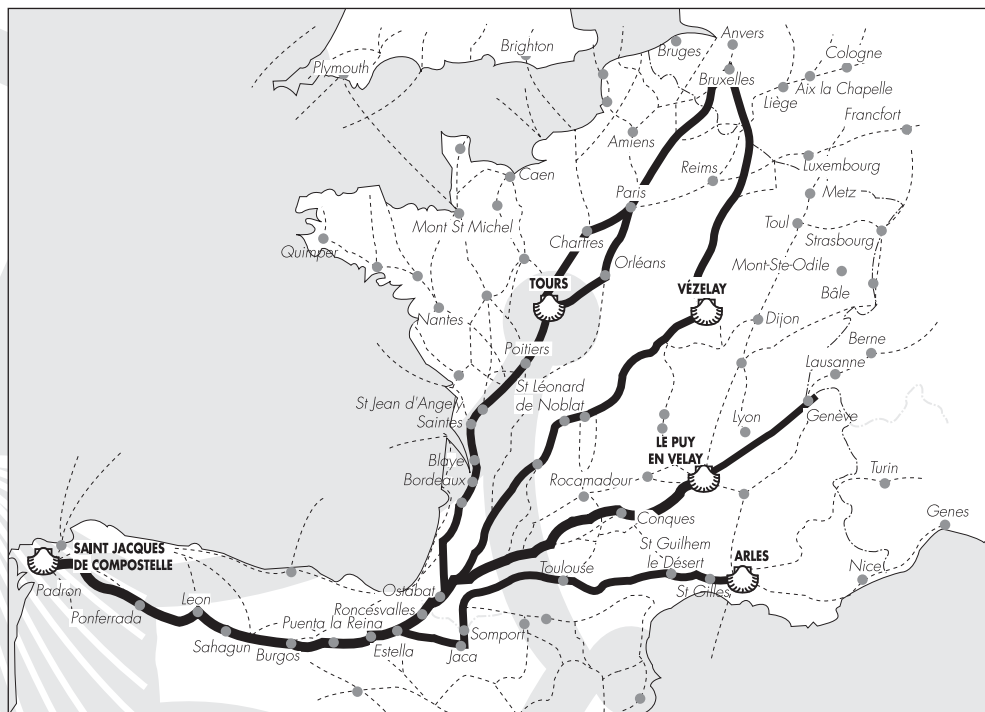 Anvers
Bruges
Brighton
Cologne
Plymouth
Bruxelles
Aix la Chapelle
Liège
Francfort
Amiens
Luxembourg
Reims
Caen
Metz
Paris
Mont St Michel
Toul
Chartres
Strasbourg
Quimper
Orléans
Mont-Ste-Odile
TOURS
VÉZELAY
Bâle
Nantes
Dijon
Berne
Poitiers
Lausanne
St Léonard
de Noblat
St Jean d'Angely
Saintes
Lyon
Genève
LE PUY
EN VELAY
Blaye
Bordeaux
Rocamadour
Turin
Conques
Genes
St Guilhem
le Désert
ARLES
SAINT JACQUES
DE COMPOSTELLE
Toulouse
Nice
Padron
Ostabat
St Gilles
Leon
Roncesvalles
Ponferrada
Puenta la Reina
Somport
Sahagun
Burgos
Estella
Jaca